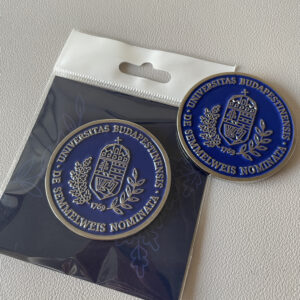 · UNIVERSITAS BUDAPESTINENSIS ·
DE SEMMELWEIS NOMINATA
1769
· UNIVERSITAS BUDAPESTINENSIS ·
DE SEMMELWEIS NOMINATA
1769